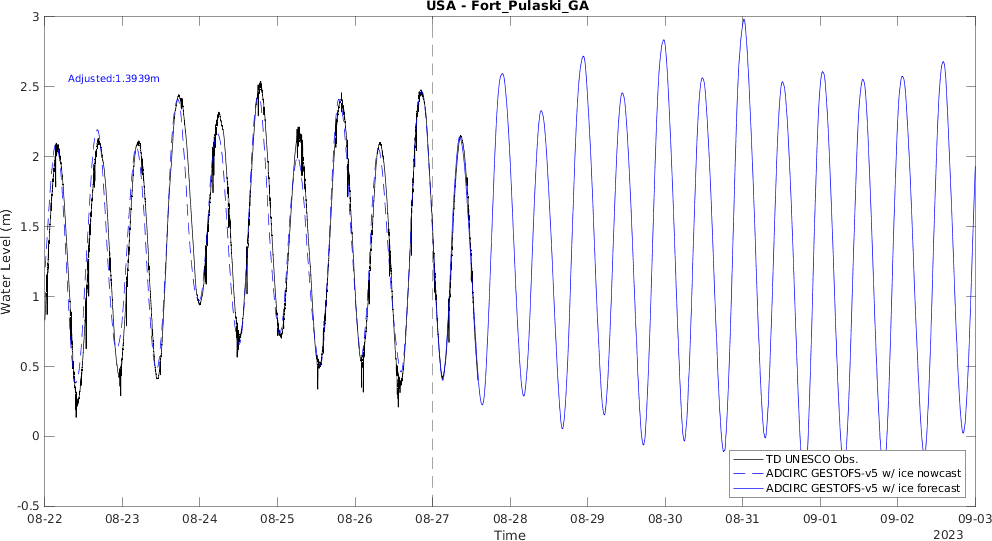 USA - Fort_Pulaski_GA
Adjusted:1.3939m
Water Level (m)
3
2.5
2
1.5
1
0.5
0
-0.5
TD UNESCO Obs.
ADCIRC GESTOFS-v5 w/ ice nowcast
ADCIRC GESTOFS-v5 w/ ice forecast
08-22 08-23 08-24 08-25 08-26 08-27 08-28 08-29 08-30 08-31 09-01 09-02 09-03
Time
2023